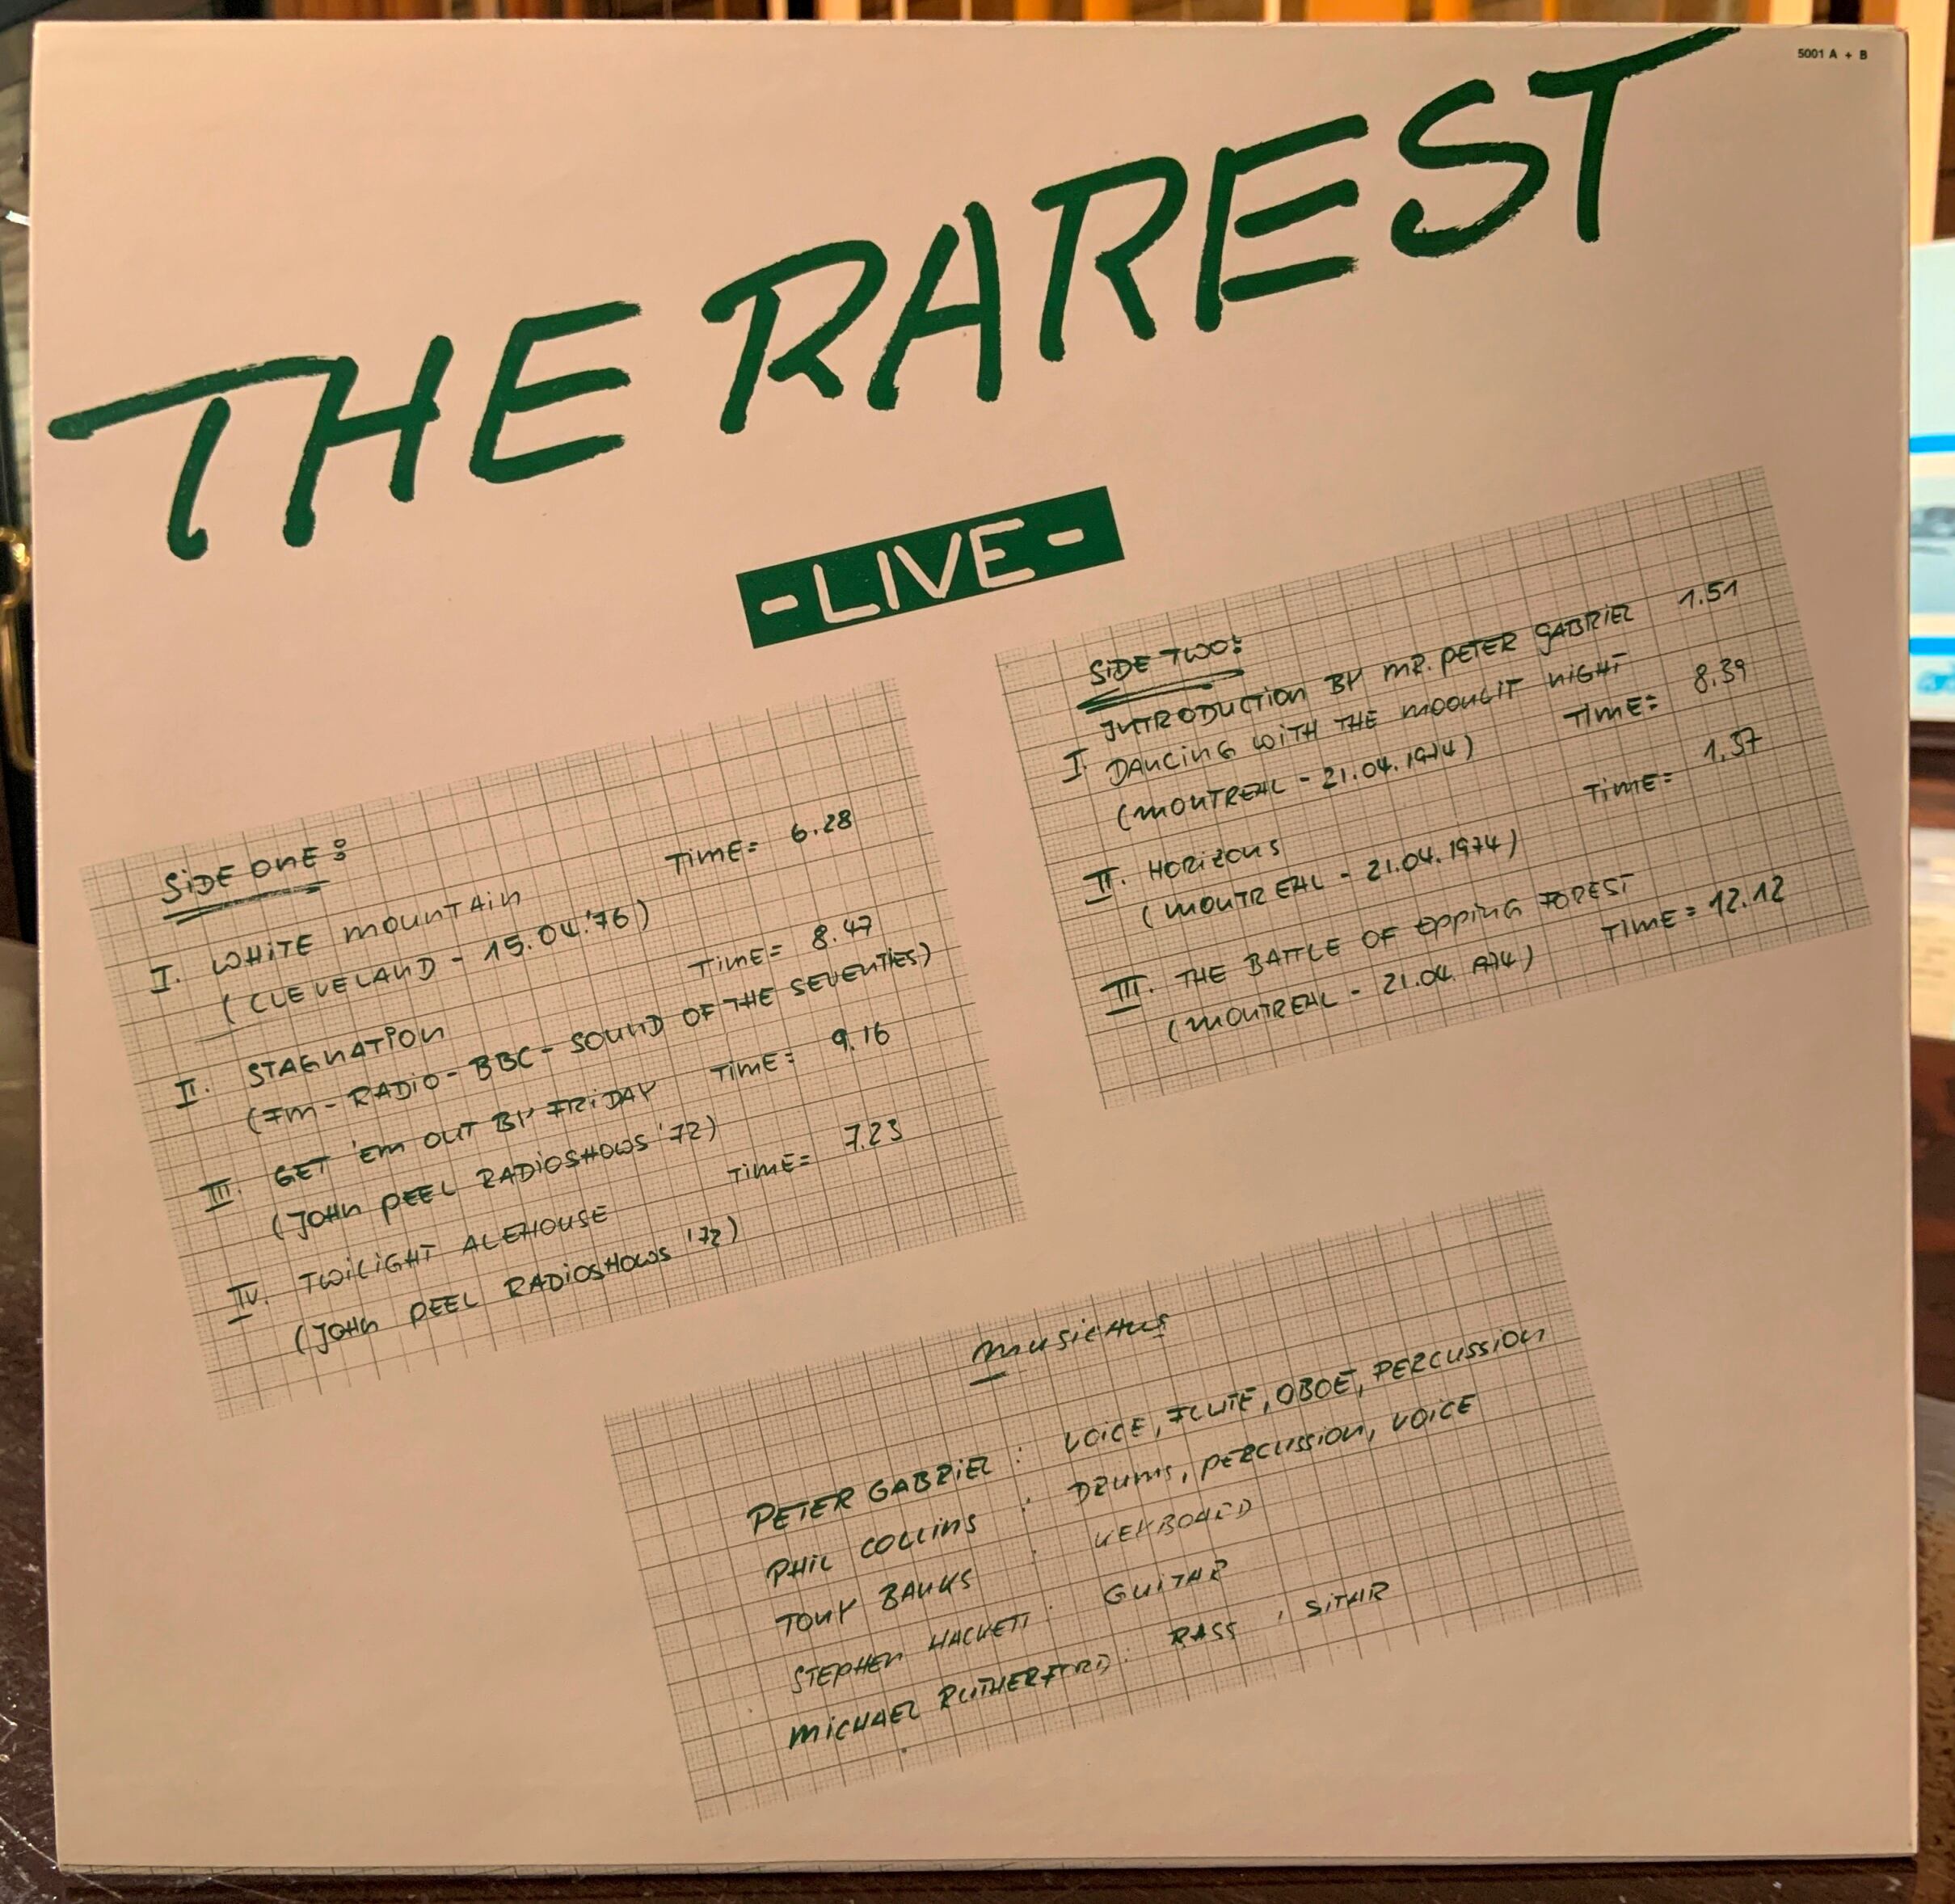 5001 A + B
THE RAREST
-LIVE-
SiDE ONE:
I. WHiTE MOUNTAIN TiME= 6.28
(CLEVELAND - 15.04.'76)
II. STAGNATiON TiME= 8.47
(FM-RADiO-BBC-SOUND OF THE SEVENTiES)
III. GET 'EM OUT BY FRiDAY TiME= 9.16
(JOHN PEEL RADiOSHOWS '72)
IV. TWiLiGHT ALEHOUSE TiME= 7.23
(JOHN PEEL RADiOSHOWS '72)
SiDE TWO:
INTRODUCTiON BY MR. PETER GABRiEL 1.51
I. DANCiNG WiTH THE MOONLIT NiGHT
(MONTREAL - 21.04.1974) TiME= 8.39
II. HORiZONS TiME= 1.37
(MONTREAL - 21.04.1974)
III. THE BATTLE OF EPPiNG FOREST
(MONTREAL - 21.04.1974) TIME= 12.12
MUSICIANS
PETER GABRiEL : VOiCE, FLUTE, OBOE, PERCUSSiON
PHiL COLLiNS : DRUMS, PERCUSSiON, VOiCE
TONY BANKS : KEYBOARD
STEPHEN HACKETT : GUiTAR
MiCHAEL RUTHERFORD : BASS , SiTAR